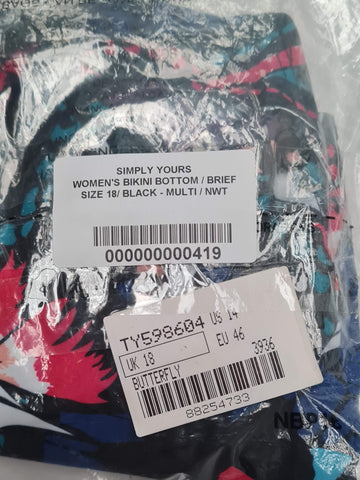 SIMPLY YOURS
WOMEN'S BIKINI BOTTOM / BRIEF
SIZE 18/ BLACK - MULTI / NWT
000000000419
TY598604 US 14
UK 18 EU 46
BUTTERFLY 3936
88254733